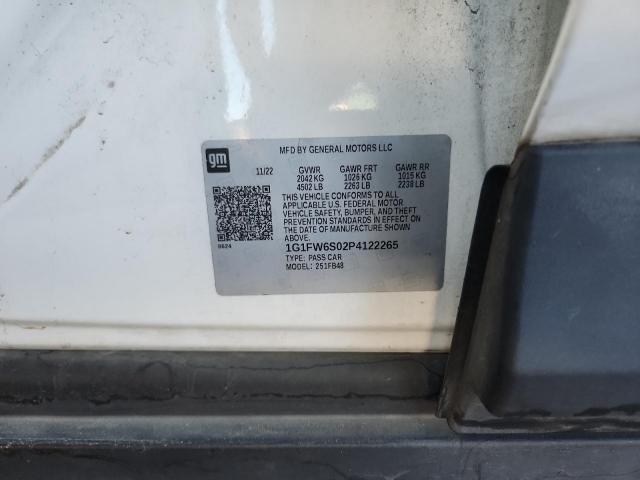 gm
MFD BY GENERAL MOTORS LLC
11/22 GVWR GAWR FRT GAWR RR
2042 KG 1026 KG 1015 KG
4502 LB 2263 LB 2238 LB
THIS VEHICLE CONFORMS TO ALL
APPLICABLE U.S. FEDERAL MOTOR
VEHICLE SAFETY, BUMPER, AND THEFT
PREVENTION STANDARDS IN EFFECT ON
THE DATE OF MANUFACTURE SHOWN
ABOVE.
0624
1G1FW6S02P4122265
TYPE: PASS CAR
MODEL: 251FB48